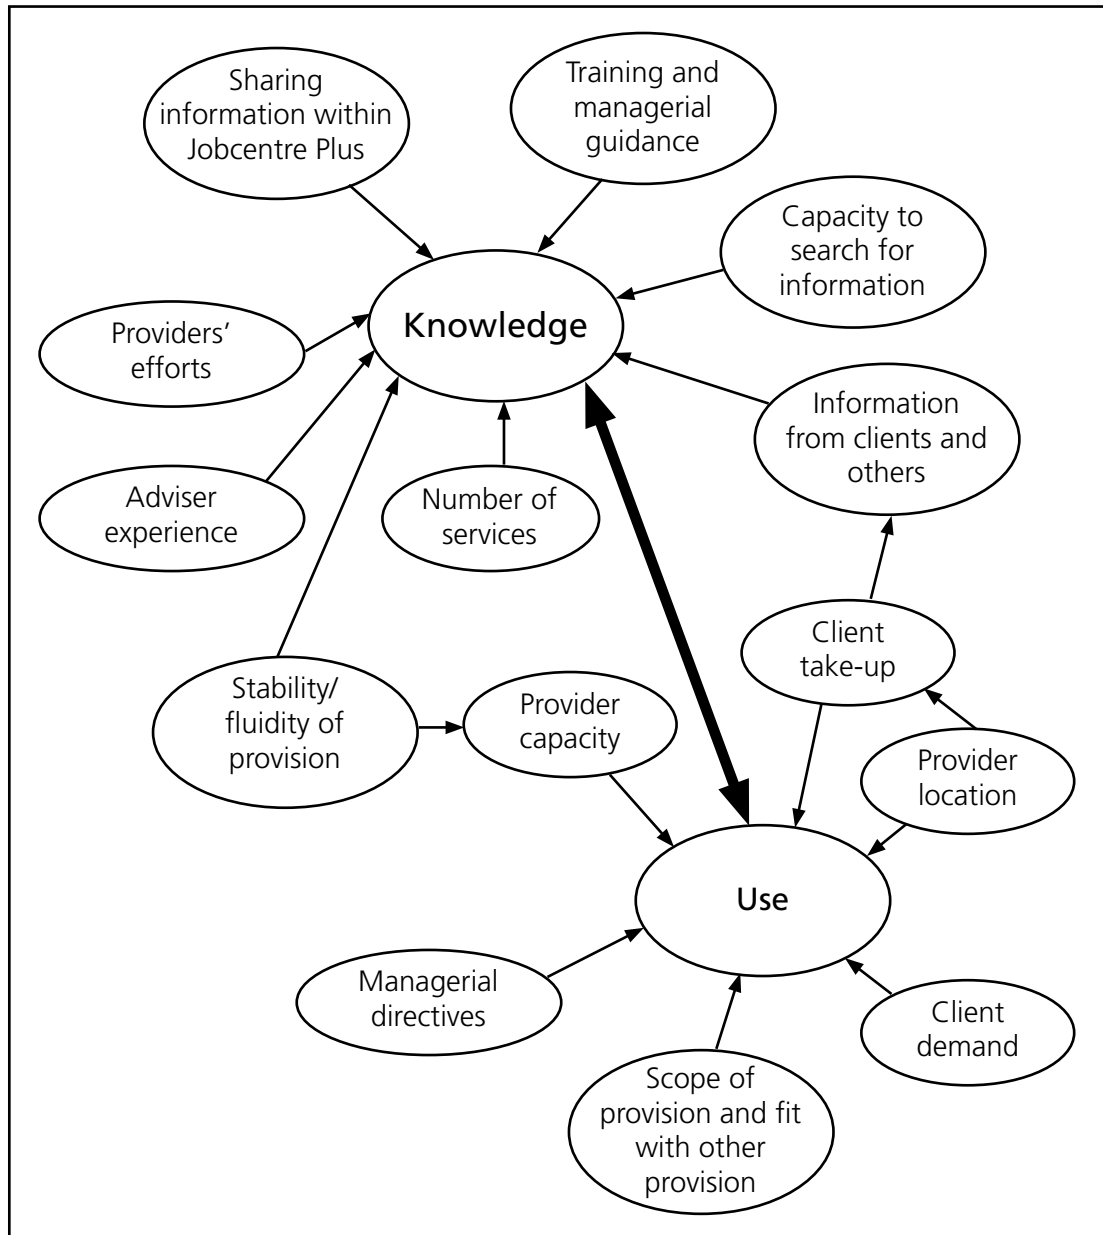 Sharing
information within
Jobcentre Plus
Training and
managerial
guidance
Capacity to
search for
information
Knowledge
Providers’
efforts
Information
from clients and
others
Adviser
experience
Number of
services
Client
take-up
Stability/
fluidity of
provision
Provider
capacity
Provider
location
Use
Managerial
directives
Client
demand
Scope of
provision and fit
with other
provision